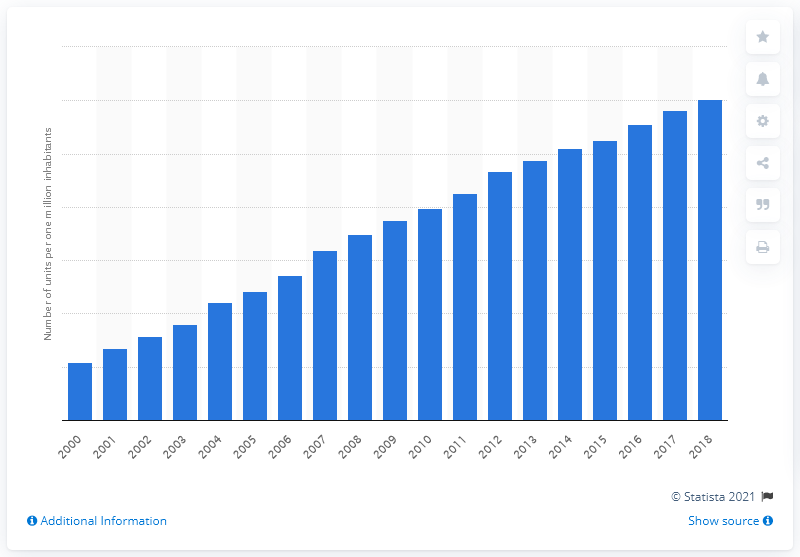 Number of units per one million inhabitants
2000 2001 2002 2003 2004 2005 2006 2007 2008 2009 2010 2011 2012 2013 2014 2015 2016 2017 2018
© Statista 2021
Additional Information
Show source